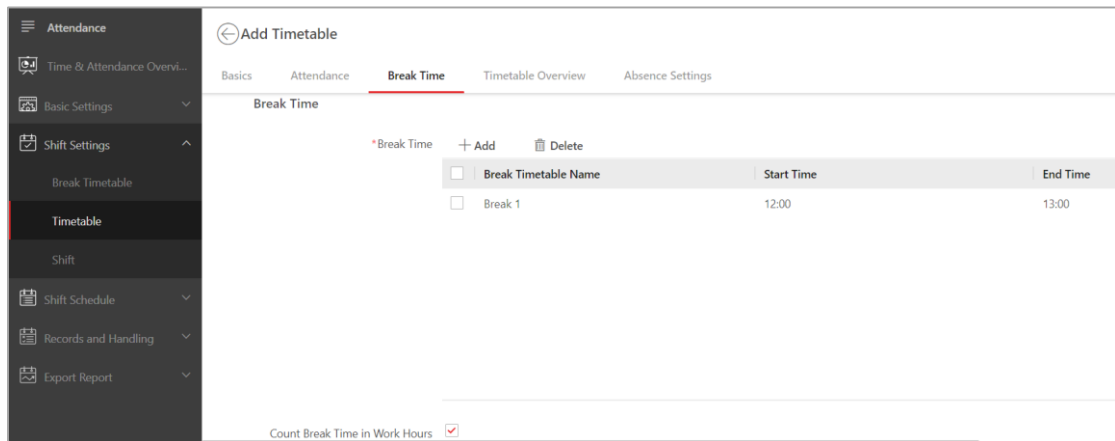 Attendance
Time & Attendance Overvi...
Basic Settings
Shift Settings
Break Timetable
Timetable
Shift
Shift Schedule
Records and Handling
Export Report
Add Timetable
Basics Attendance Break Time Timetable Overview Absence Settings
Break Time
*Break Time + Add Delete
Break Timetable Name Start Time End Time
Break 1 12:00 13:00
Count Break Time in Work Hours